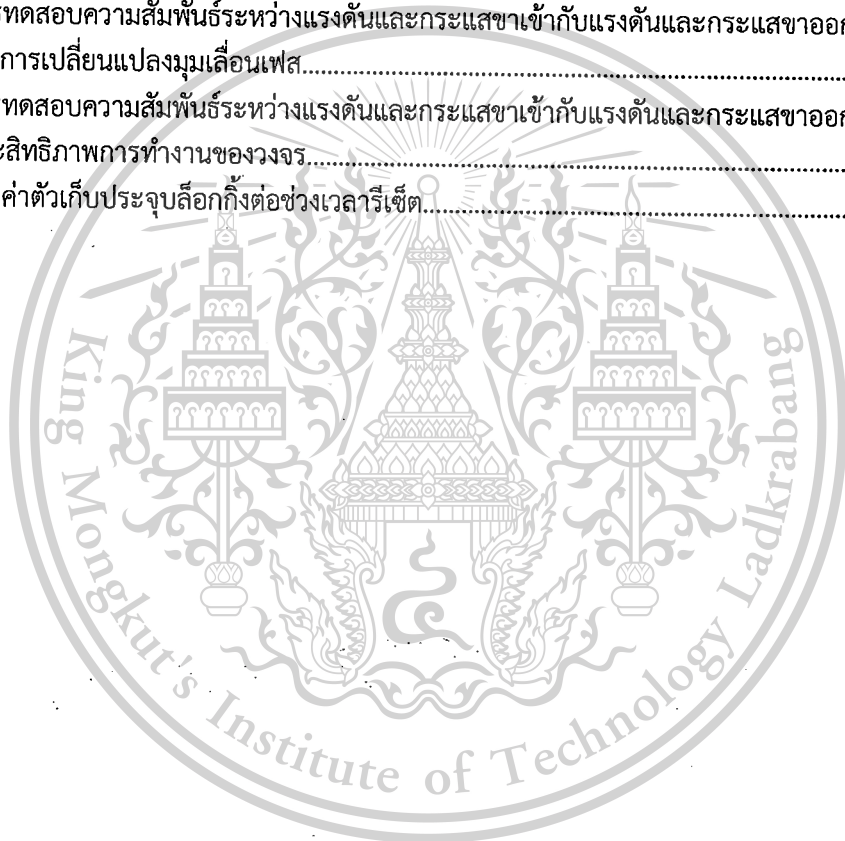 รทดสอบความสัมพันธ์ระหว่างแรงดันและกระแสขาเข้ากับแรงดันและกระแสขาออก
การเปลี่ยนแปลงมุมเลื่อนเฟส
รทดสอบความสัมพันธ์ระหว่างแรงดันและกระแสขาเข้ากับแรงดันและกระแสขาออก
ะสิทธิภาพการทำงานของวงจร
ค่าตัวเก็บประจุบล็อกกิ้งต่อช่วงเวลารีเซ็ต
King Mongkut's Institute of Technology Ladkrabang